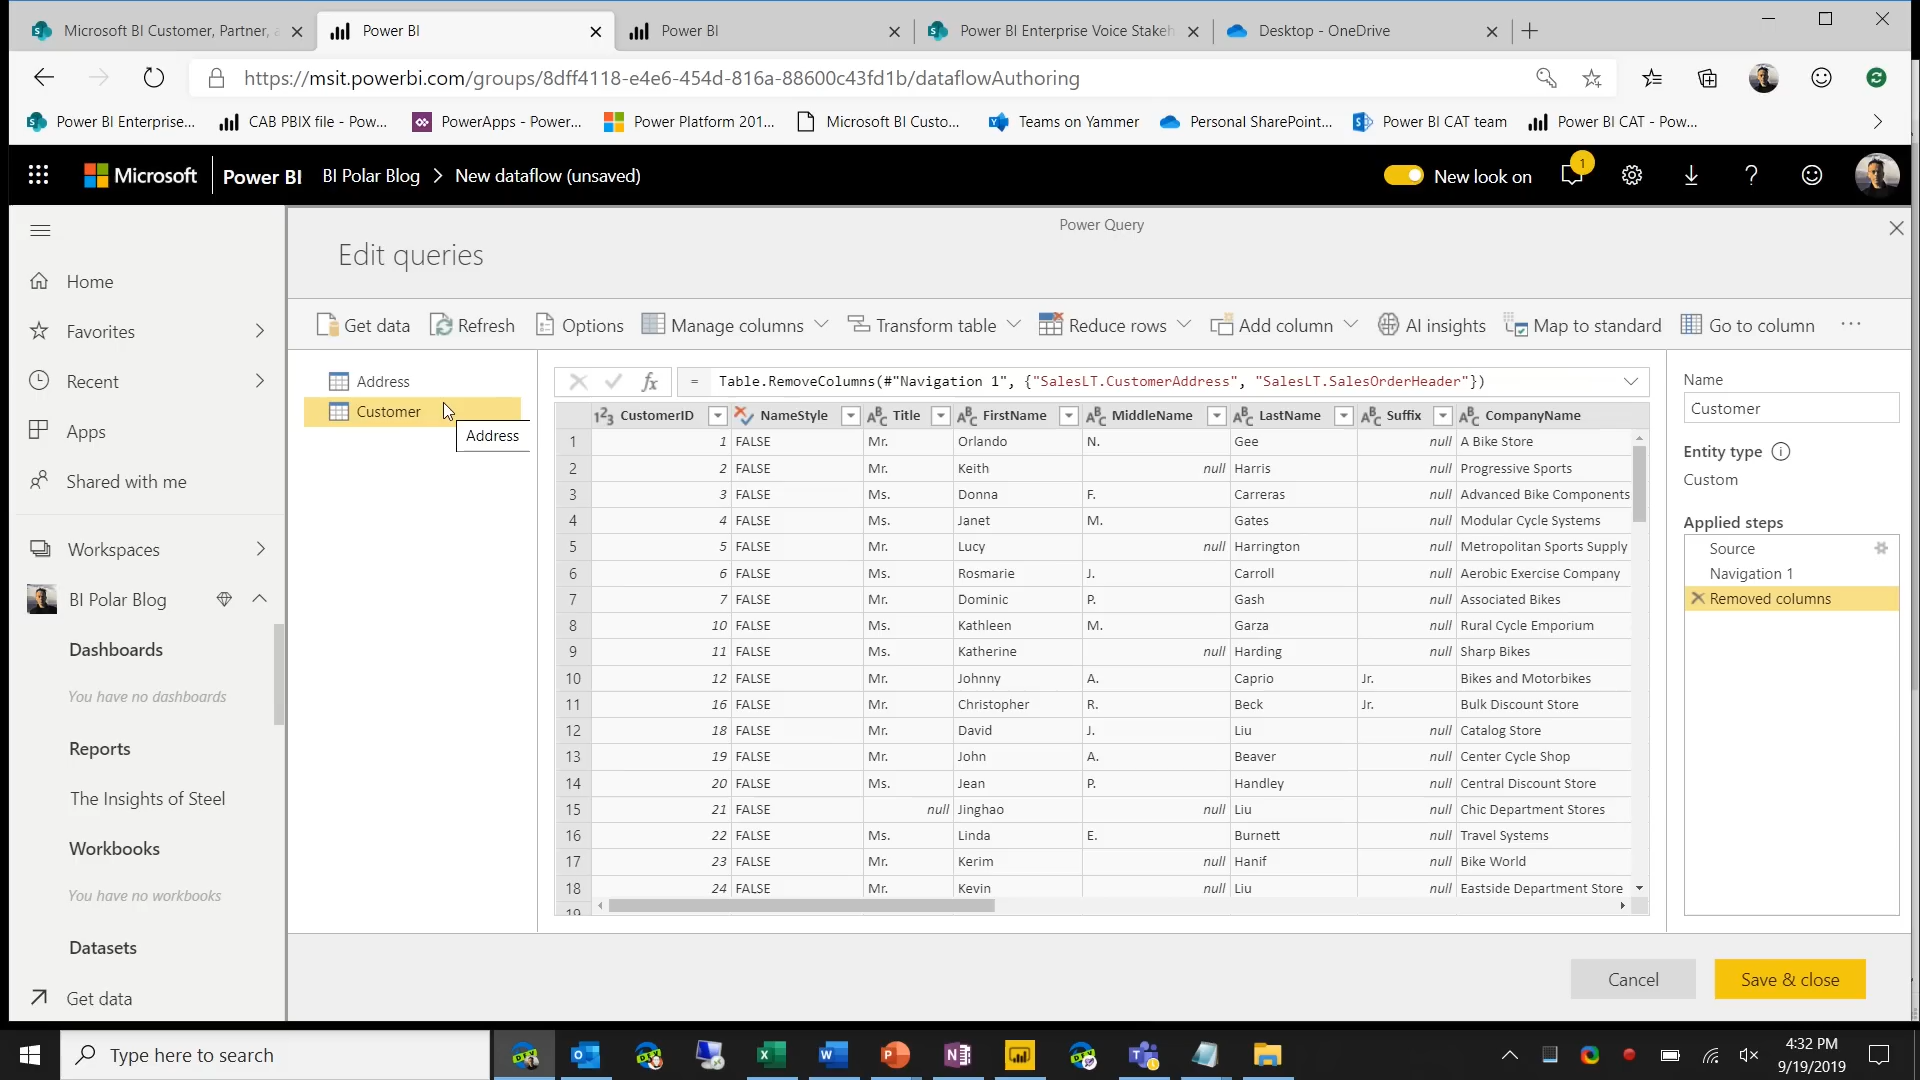 Microsoft BI Customer, Partner, a
Power BI
Power BI
Power BI Enterprise Voice Stakeh
Desktop - OneDrive
https://msit.powerbi.com/groups/8dff4118-e4e6-454d-816a-88600c43fd1b/dataflowAuthoring
Power BI Enterprise...
CAB PBIX file - Pow...
PowerApps - Power...
Power Platform 201...
Microsoft BI Custo...
Teams on Yammer
Personal SharePoint...
Power BI CAT team
Power BI CAT - Pow...
Microsoft
Power BI
BI Polar Blog > New dataflow (unsaved)
New look on
1
Power Query
Edit queries
Home
Favorites
Recent
Apps
Shared with me
Workspaces
BI Polar Blog
Dashboards
You have no dashboards
Reports
The Insights of Steel
Workbooks
You have no workbooks
Datasets
Get data
Get data Refresh Options Manage columns Transform table Reduce rows Add column AI insights Map to standard Go to column ...
Address
Customer
Address
fx = Table.RemoveColumns(#"Navigation 1", {"SalesLT.CustomerAddress", "SalesLT.SalesOrderHeader"})
CustomerID NameStyle Title FirstName MiddleName LastName Suffix CompanyName
1 1 FALSE Mr. Orlando N. Gee null A Bike Store
2 2 FALSE Mr. Keith null Harris null Progressive Sports
3 3 FALSE Ms. Donna F. Carreras null Advanced Bike Components
4 4 FALSE Ms. Janet M. Gates null Modular Cycle Systems
5 5 FALSE Mr. Lucy null Harrington null Metropolitan Sports Supply
6 6 FALSE Ms. Rosmarie J. Carroll null Aerobic Exercise Company
7 7 FALSE Mr. Dominic P. Gash null Associated Bikes
8 10 FALSE Ms. Kathleen M. Garza null Rural Cycle Emporium
9 11 FALSE Ms. Katherine null Harding null Sharp Bikes
10 12 FALSE Mr. Johnny A. Caprio Jr. Bikes and Motorbikes
11 16 FALSE Mr. Christopher R. Beck Jr. Bulk Discount Store
12 18 FALSE Mr. David J. Liu null Catalog Store
13 19 FALSE Mr. John A. Beaver null Center Cycle Shop
14 20 FALSE Ms. Jean P. Handley null Central Discount Store
15 21 FALSE null Jinghao null Liu null Chic Department Stores
16 22 FALSE Ms. Linda E. Burnett null Travel Systems
17 23 FALSE Mr. Kerim null Hanif null Bike World
18 24 FALSE Mr. Kevin null Liu null Eastside Department Store
19
Name
Customer
Entity type
Custom
Applied steps
Source
Navigation 1
Removed columns
Cancel
Save & close
Type here to search
4:32 PM
9/19/2019